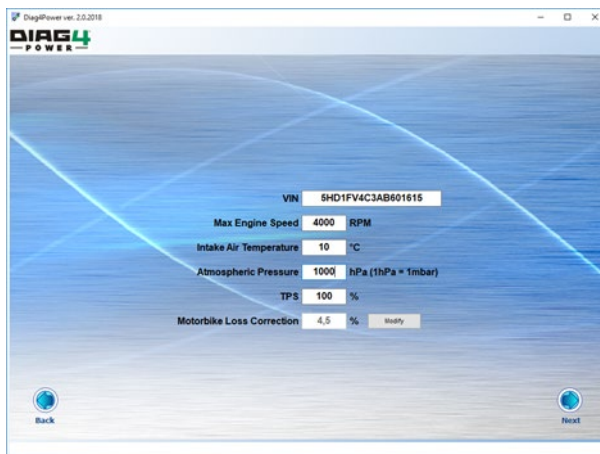 Diag4Power ver. 2.0.2018
DIAG4
POWER
VIN 5HD1FV4C3AB601615
Max Engine Speed 4000 RPM
Intake Air Temperature 10 °C
Atmospheric Pressure 1000 hPa (1hPa = 1mbar)
TPS 100 %
Motorbike Loss Correction 4,5 % Modify
Back Next